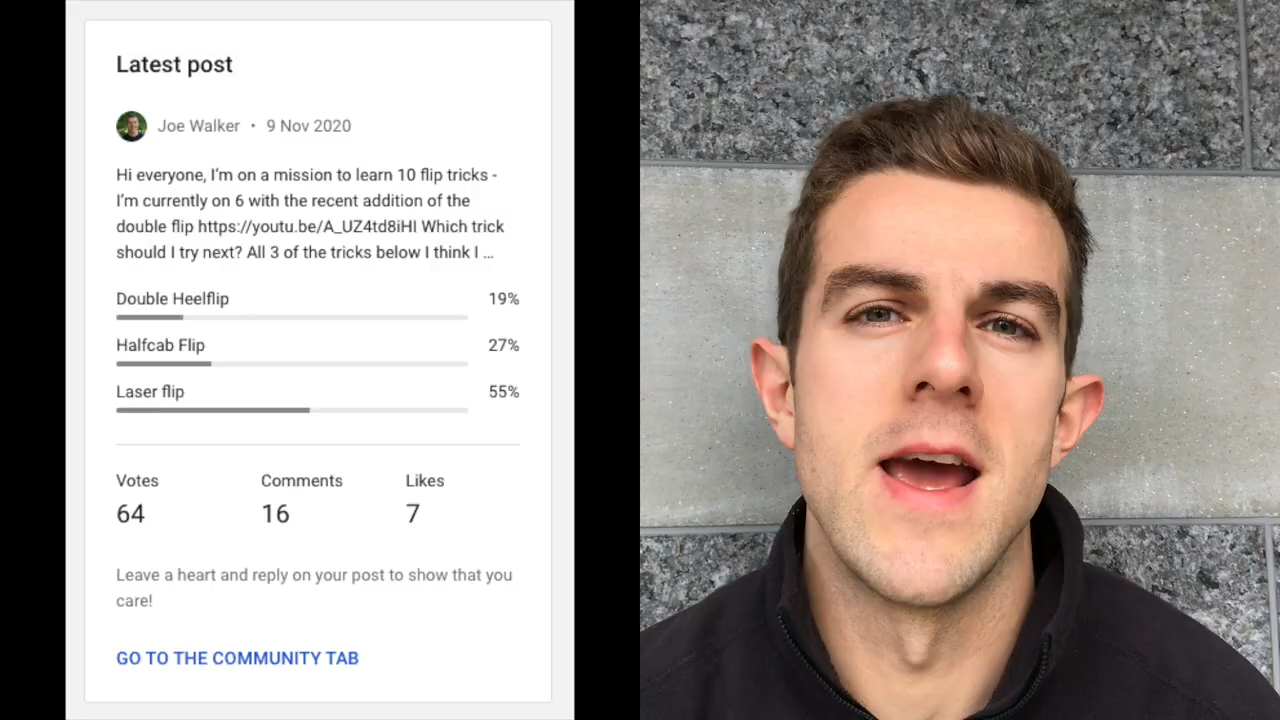 Latest post
Joe Walker • 9 Nov 2020
Hi everyone, I'm on a mission to learn 10 flip tricks -
I'm currently on 6 with the recent addition of the
double flip https://youtu.be/A_UZ4td8iHI Which trick
should I try next? All 3 of the tricks below I think I ...
Double Heelflip 19%
Halfcab Flip 27%
Laser flip 55%
Votes Comments Likes
64 16 7
Leave a heart and reply on your post to show that you
care!
GO TO THE COMMUNITY TAB